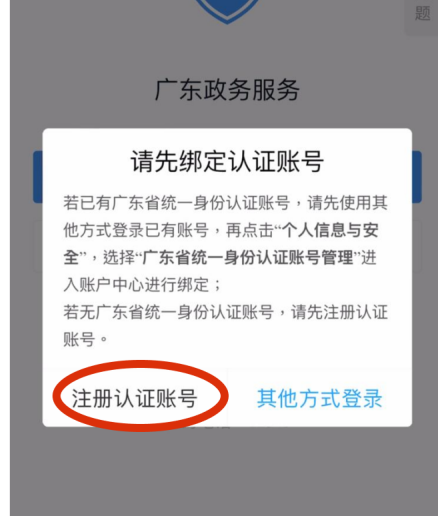 题
广东政务服务
请先绑定认证账号
若已有广东省统一身份认证账号，请先使用其
他方式登录已有账号，再点击“个人信息与安
全”，选择“广东省统一身份认证账号管理”进
入账户中心进行绑定；
若无广东省统一身份认证账号，请先注册认证
账号。
注册认证账号 其他方式登录